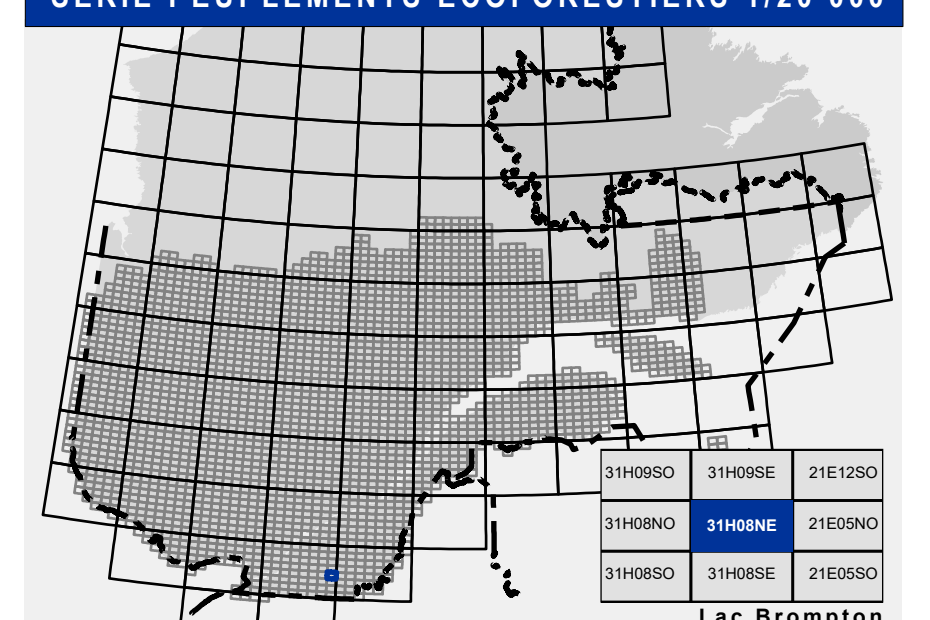 SÉRIE PEUPLEMENTS ÉCOFORESTIERS 1/20 000
31H09SO 31H09SE 21E12SO
31H08NO 31H08NE 21E05NO
31H08SO 31H08SE 21E05SO
Lac Brompton